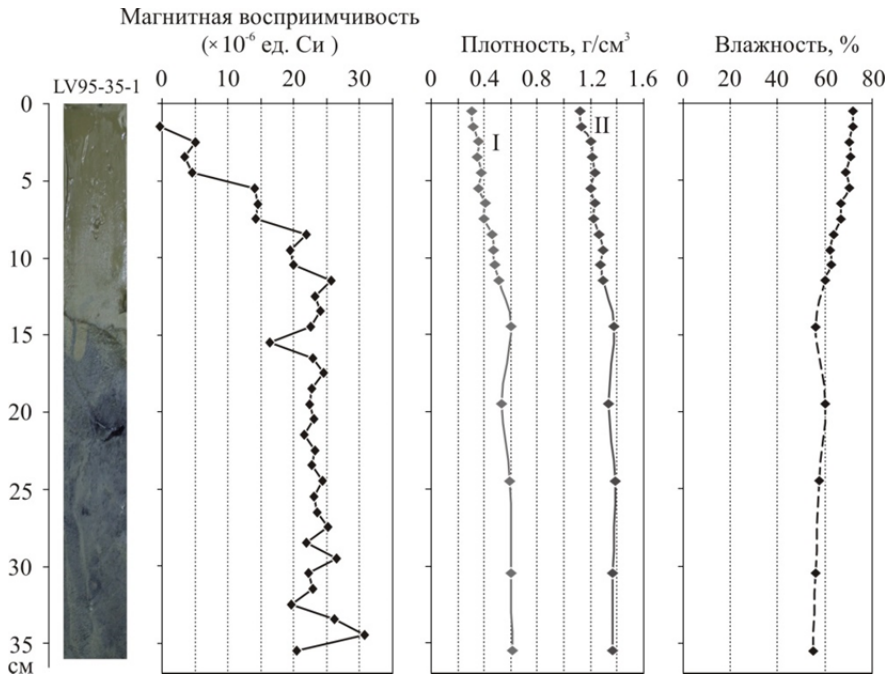 Магнитная восприимчивость
(×10-6 ед. Си )
Плотность, г/см3
Влажность, %
LV95-35-1
0 10 20 30
0 0.4 0.8 1.2 1.6
0 20 40 60 80
I
II
0
5
10
15
20
25
30
35
см